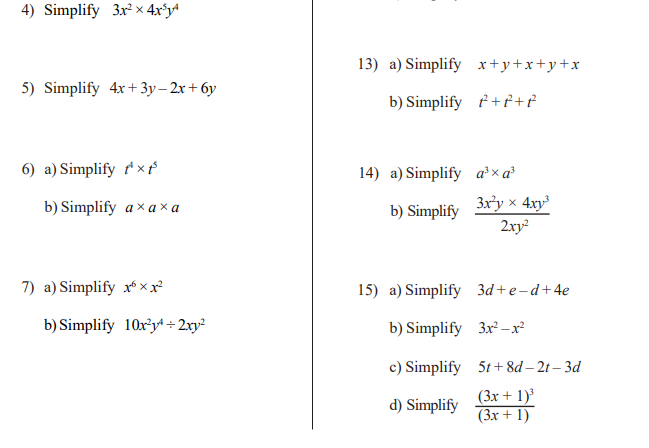 4) Simplify 3x² × 4x⁵y⁴
5) Simplify 4x + 3y – 2x + 6y
6) a) Simplify t⁴ × t⁵
b) Simplify a × a × a
7) a) Simplify x⁶ × x²
b) Simplify 10x²y⁴ ÷ 2xy²
13) a) Simplify x + y + x + y + x
b) Simplify t² + t² + t²
14) a) Simplify a³ × a³
b) Simplify 3x²y × 4xy³
2xy²
15) a) Simplify 3d + e – d + 4e
b) Simplify 3x² – x²
c) Simplify 5t + 8d – 2t – 3d
d) Simplify (3x + 1)³
(3x + 1)